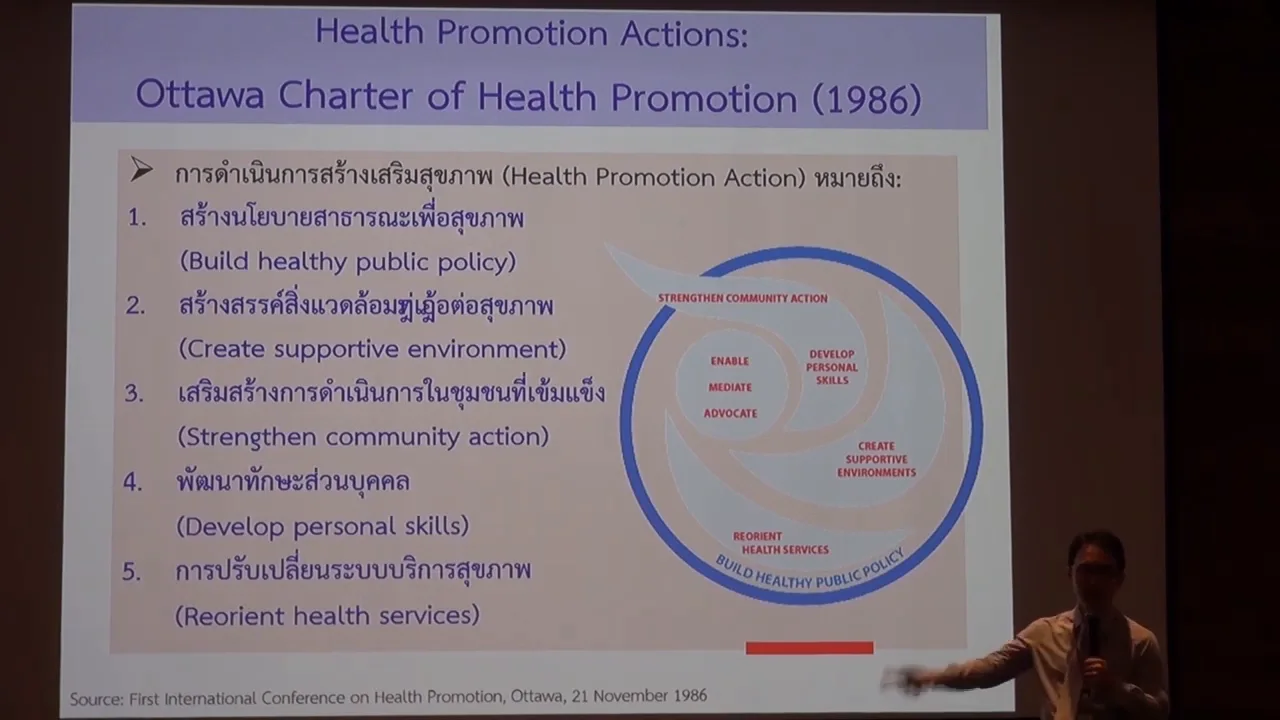 Health Promotion Actions:
Ottawa Charter of Health Promotion (1986)
➢ การดำเนินการสร้างเสริมสุขภาพ (Health Promotion Action) หมายถึง:
1. สร้างนโยบายสาธารณะเพื่อสุขภาพ
(Build healthy public policy)
2. สร้างสรรค์สิ่งแวดล้อม ต่อสุขภาพ
(Create supportive environment)
3. เสริมสร้างการดำเนินการในชุมชนที่เข้มแข็ง
(Strengthen community action)
4. พัฒนาทักษะส่วนบุคคล
(Develop personal skills)
5. การปรับเปลี่ยนระบบบริการสุขภาพ
(Reorient health services)
STRENGTHEN COMMUNITY ACTION
ENABLE
MEDIATE
ADVOCATE
DEVELOP
PERSONAL
SKILLS
CREATE
SUPPORTIVE
ENVIRONMENTS
REORIENT
HEALTH SERVICES
BUILD HEALTHY PUBLIC POLICY
Source: First International Conference on Health Promotion, Ottawa, 21 November 1986